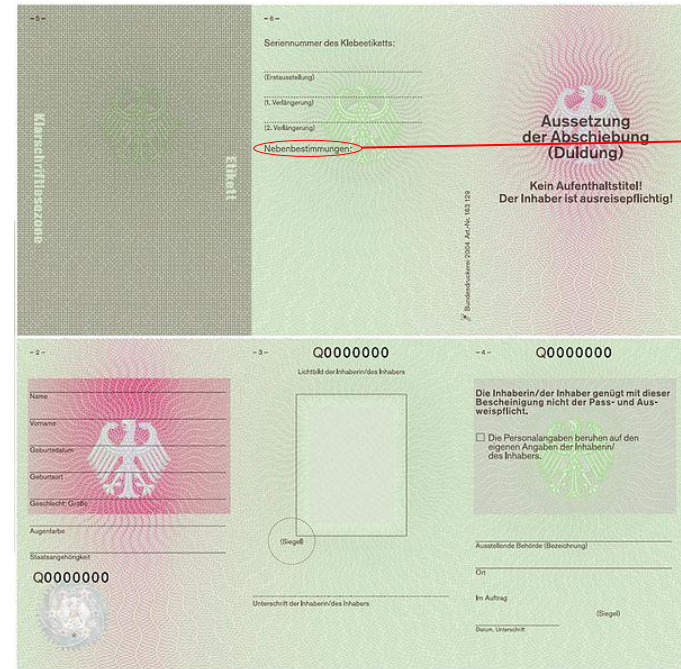 -5-
Klarschriftlesezone
Etikett
-6-
Seriennummer des Klebeetiketts:
(Erstausstellung)
(1. Verlängerung)
(2. Verlängerung)
Nebenbestimmungen:
Bundesdruckerei 2004 Art.-Nr. 163 129
Aussetzung
der Abschiebung
(Duldung)
Kein Aufenthaltstitel!
Der Inhaber ist ausreisepflichtig!
-2-
Name
Vorname
Geburtsdatum
Geburtsort
Geschlecht; Größe
Augenfarbe
Staatsangehörigkeit
Q0000000
-3-
Q0000000
Lichtbild der Inhaberin/des Inhabers
(Siegel)
Unterschrift der Inhaberin/des Inhabers
-4-
Q0000000
Die Inhaberin/der Inhaber genügt mit dieser
Bescheinigung nicht der Pass- und Aus-
weispflicht.
Die Personalangaben beruhen auf den
eigenen Angaben der Inhaberin/
des Inhabers.
Ausstellende Behörde (Bezeichnung)
Ort
Im Auftrag
(Siegel)
Datum, Unterschrift